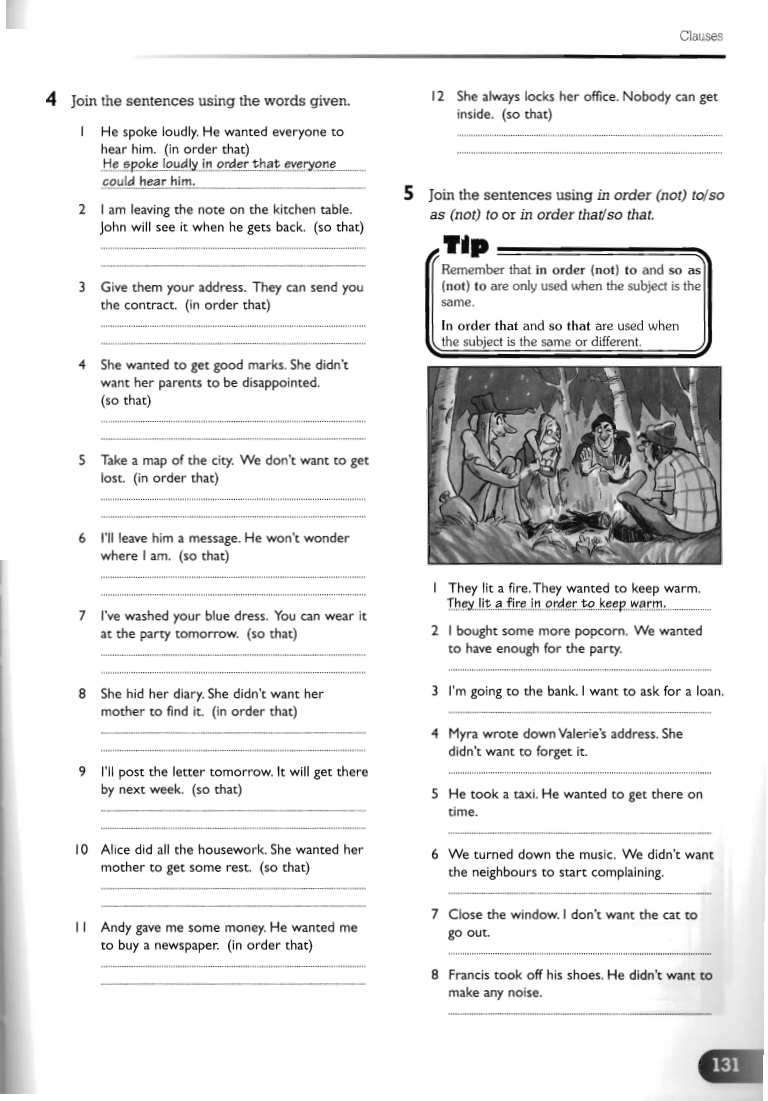 Clauses
4 Join the sentences using the words given.
1 He spoke loudly. He wanted everyone to
hear him. (in order that)
He spoke loudly in order that everyone
could hear him.
2 I am leaving the note on the kitchen table.
John will see it when he gets back. (so that)
3 Give them your address. They can send you
the contract. (in order that)
4 She wanted to get good marks. She didn't
want her parents to be disappointed.
(so that)
5 Take a map of the city. We don't want to get
lost. (in order that)
6 I'll leave him a message. He won't wonder
where I am. (so that)
7 I've washed your blue dress. You can wear it
at the party tomorrow. (so that)
8 She hid her diary. She didn't want her
mother to find it. (in order that)
9 I'll post the letter tomorrow. It will get there
by next week. (so that)
10 Alice did all the housework. She wanted her
mother to get some rest. (so that)
11 Andy gave me some money. He wanted me
to buy a newspaper. (in order that)
12 She always locks her office. Nobody can get
inside. (so that)
5 Join the sentences using in order (not) to/so
as (not) to or in order that/so that.
Tip
Remember that in order (not) to and so as
(not) to are only used when the subject is the
same.
In order that and so that are used when
the subject is the same or different.
1 They lit a fire. They wanted to keep warm.
They lit a fire in order to keep warm.
2 I bought some more popcorn. We wanted
to have enough for the party.
3 I'm going to the bank. I want to ask for a loan.
4 Myra wrote down Valerie's address. She
didn't want to forget it.
5 He took a taxi. He wanted to get there on
time.
6 We turned down the music. We didn't want
the neighbours to start complaining.
7 Close the window. I don't want the cat to
go out.
8 Francis took off his shoes. He didn't want to
make any noise.
131